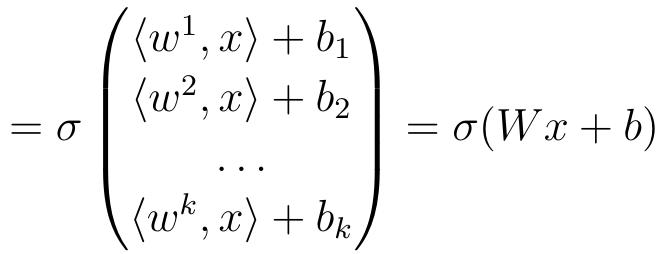 = σ ( ⟨w¹, x⟩ + b₁
⟨w², x⟩ + b₂
. . .
⟨wᵏ, x⟩ + bₖ ) = σ(Wx + b)